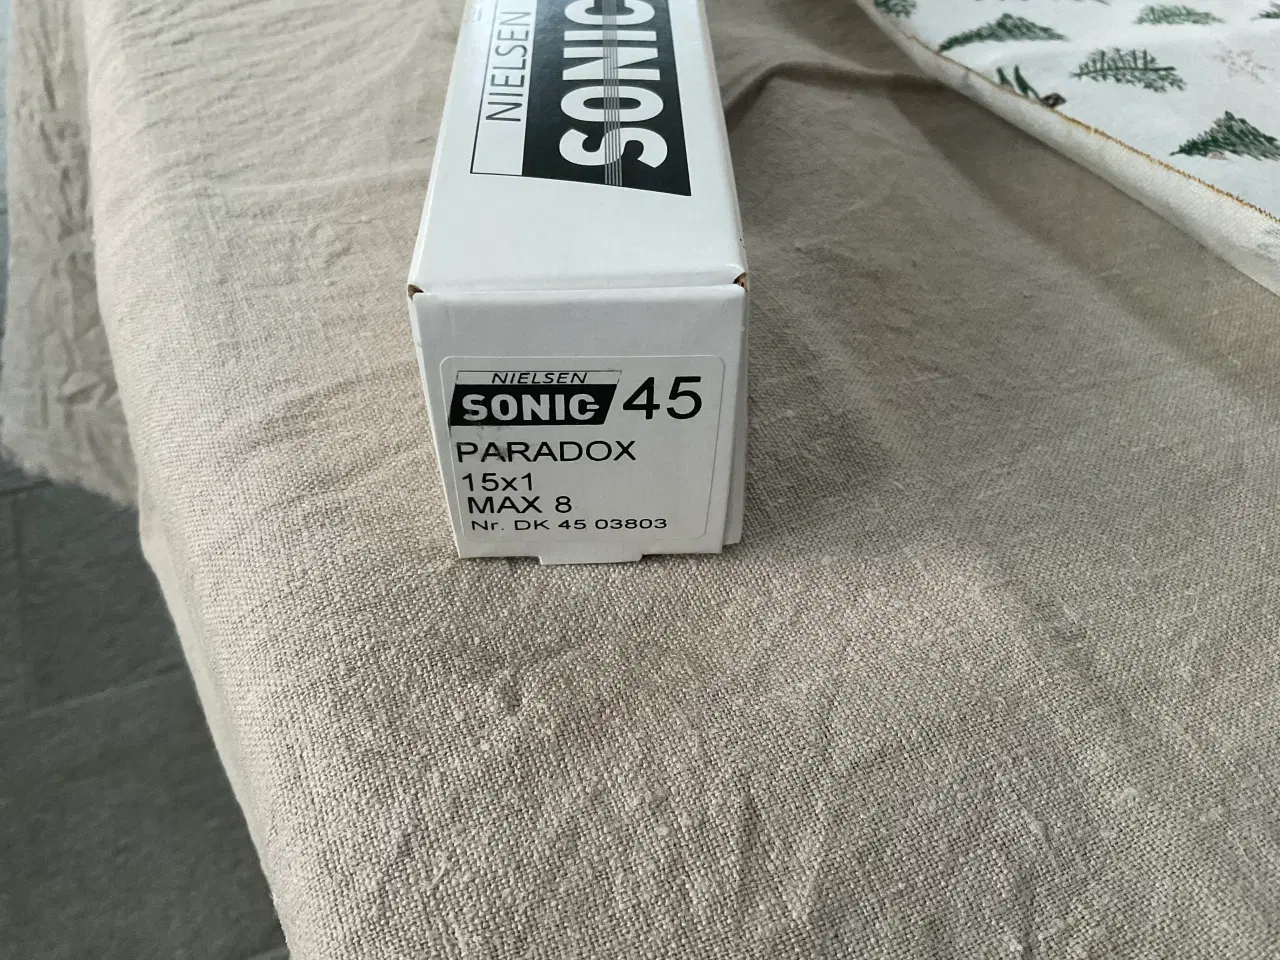 NIELSEN
SONIC
NIELSEN
SONIC 45
PARADOX
15x1
MAX 8
Nr. DK 45 03803